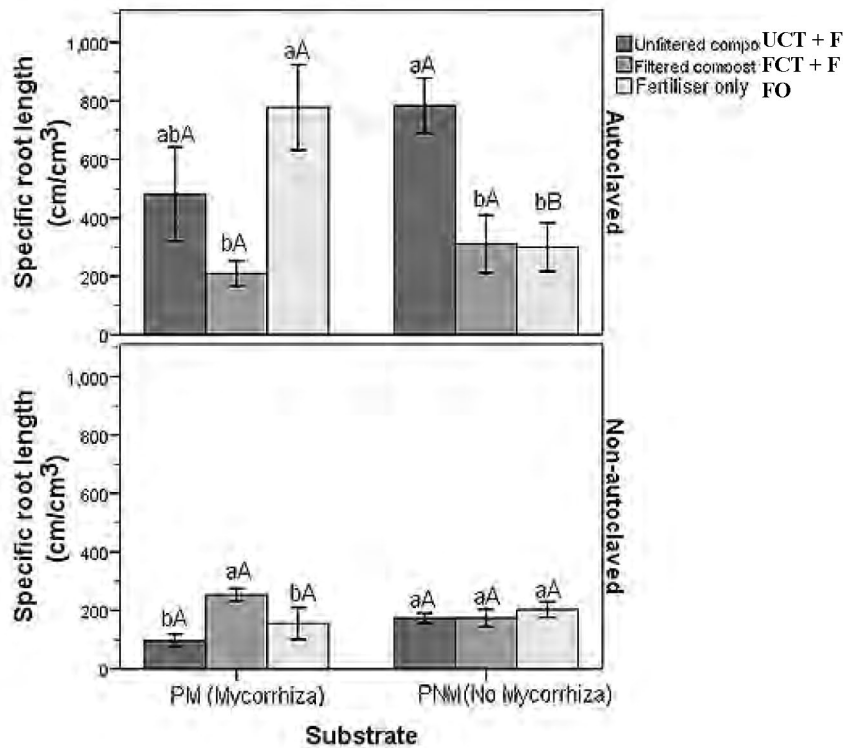 Specific root length
(cm/cm³)
1,000
800
600
400
200
0
abA
bA
aA
aA
bA
bB
Unfiltered compo UCT + F
Filtered compost FCT + F
Fertiliser only FO
Autoclaved
Specific root length
(cm/cm³)
1,000
800
600
400
200
0
bA
aA
bA
aA
aA
aA
Non-autoclaved
PM (Mycorrhiza)
PNM(No Mycorrhiza)
Substrate